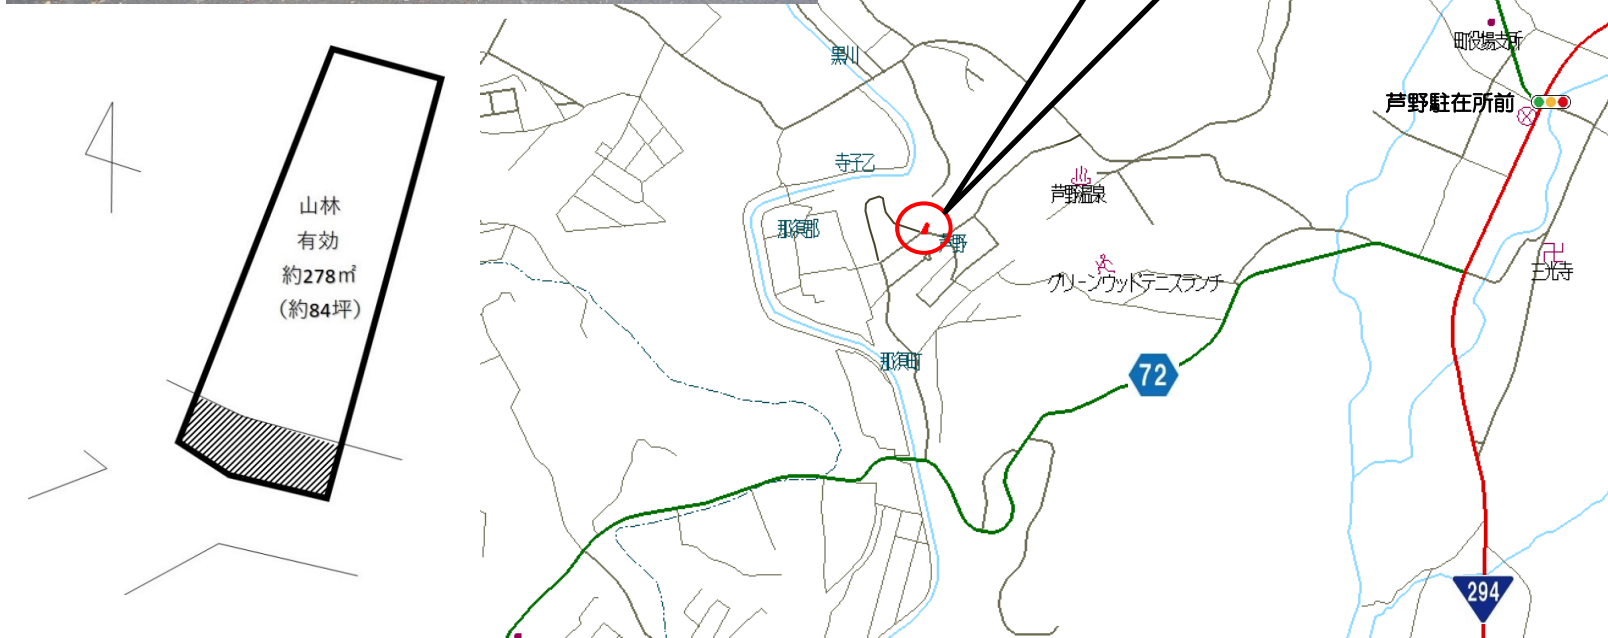 山林
有効
約278㎡
（約84坪）
黒川
町役場支所
芦野駐在所前
寺子乙
芦野温泉
那須郡
芦野
三光寺
グリーンウッドテニスランチ
那須町
72
294